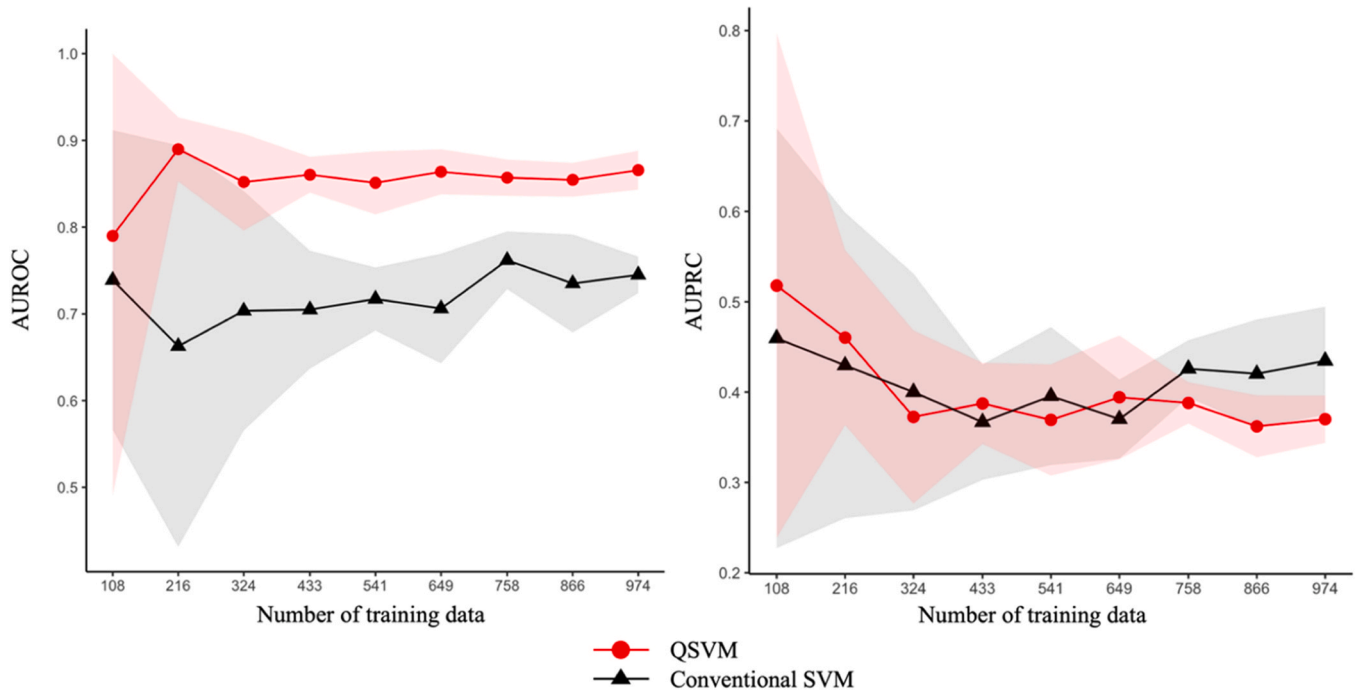 AUROC
1.0
0.9
0.8
0.7
0.6
0.5
108 216 324 433 541 649 758 866 974
Number of training data
AUPRC
0.8
0.7
0.6
0.5
0.4
0.3
0.2
108 216 324 433 541 649 758 866 974
Number of training data
QSVM
Conventional SVM